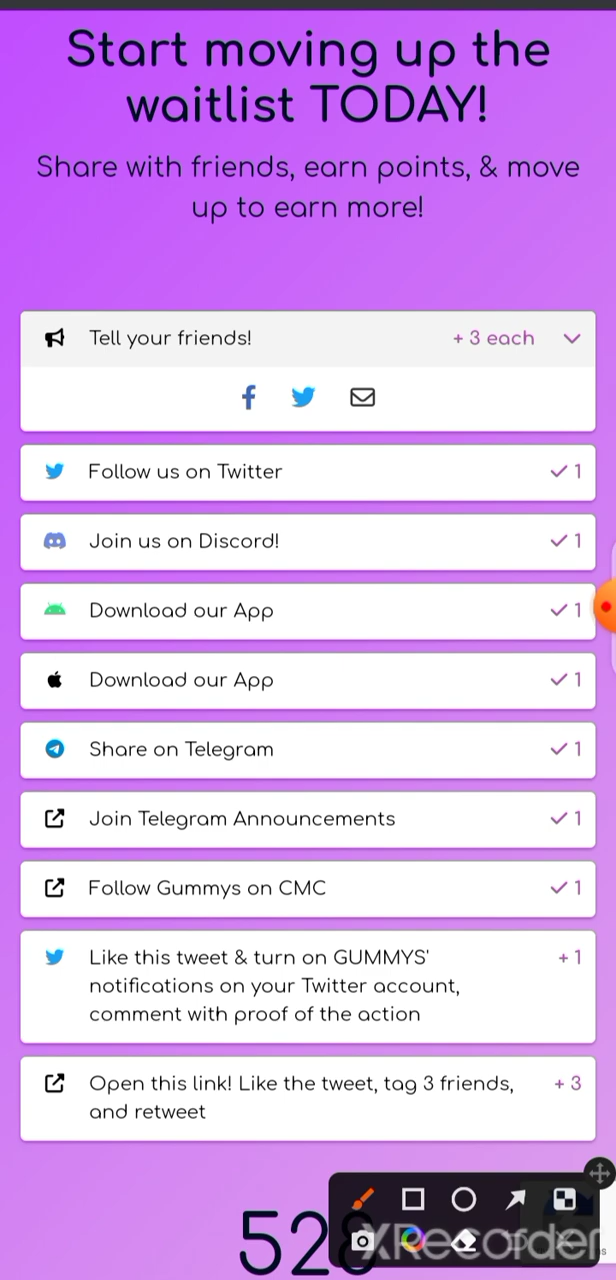 Start moving up the
waitlist TODAY!
Share with friends, earn points, & move
up to earn more!
Tell your friends! + 3 each
Follow us on Twitter 1
Join us on Discord! 1
Download our App 1
Download our App 1
Share on Telegram 1
Join Telegram Announcements 1
Follow Gummys on CMC 1
Like this tweet & turn on GUMMYS' + 1
notifications on your Twitter account,
comment with proof of the action
Open this link! Like the tweet, tag 3 friends, + 3
and retweet
528
XRecorder